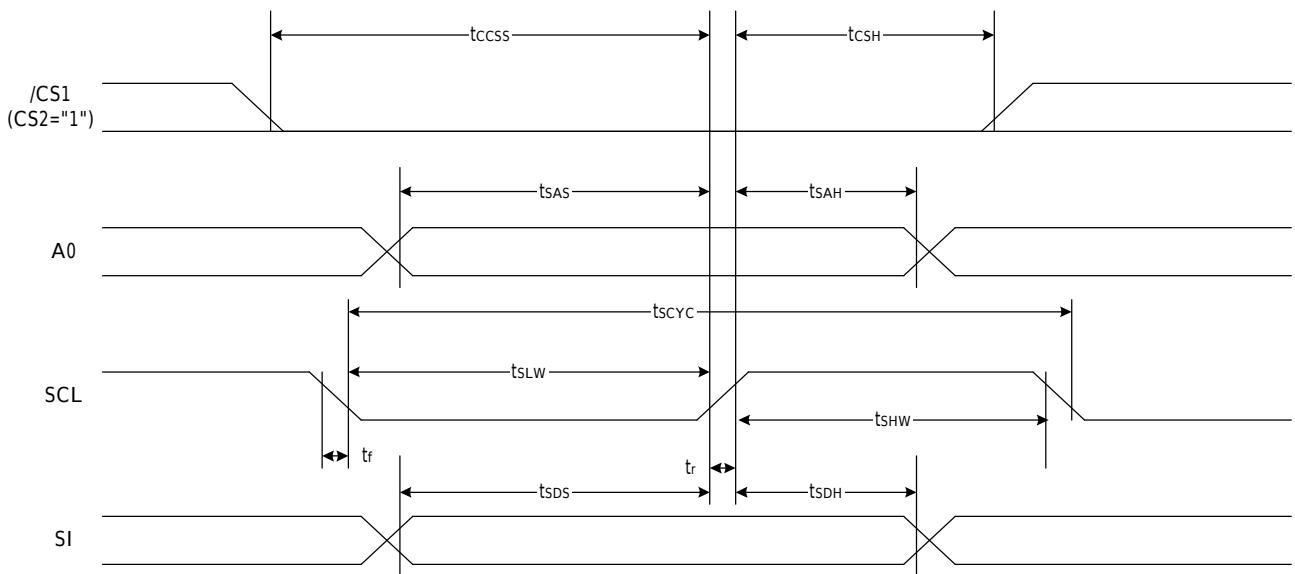 tCCSS
tCSH
/CS1
(CS2="1")
tSAS
tSAH
A0
tSCYC
tSLW
SCL
tSHW
tf
tr
tSDS
tSDH
SI